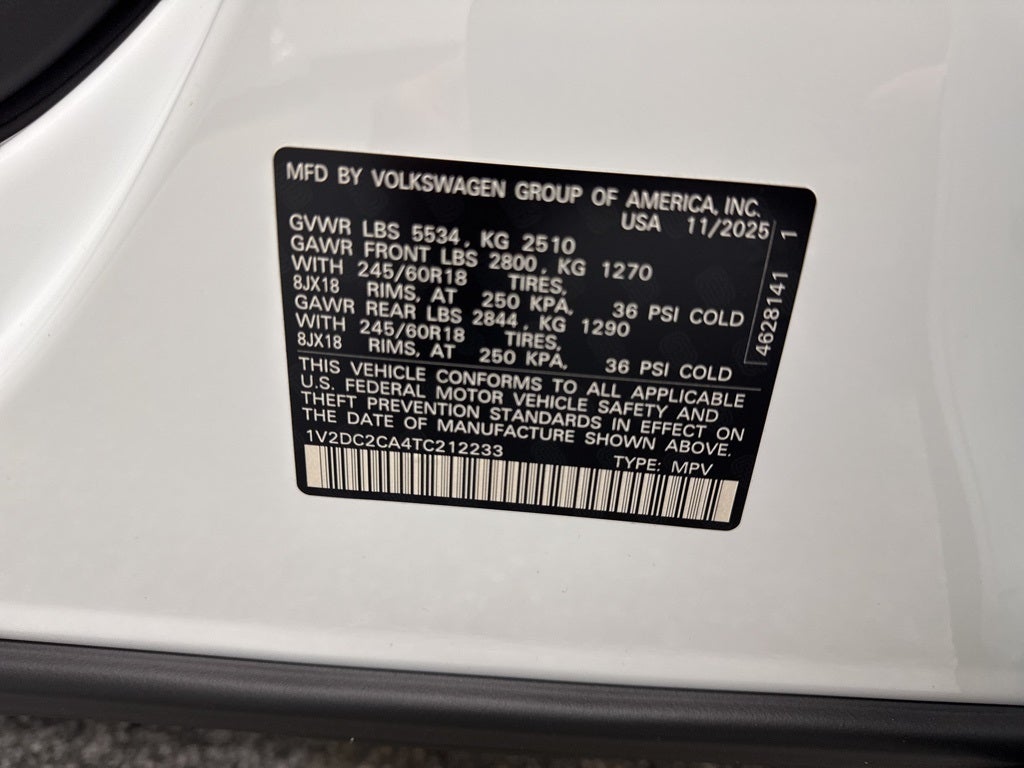 MFD BY VOLKSWAGEN GROUP OF AMERICA, INC.
USA 11/2025
GVWR LBS 5534, KG 2510
GAWR FRONT LBS 2800, KG 1270
WITH 245/60R18 TIRES,
8JX18 RIMS, AT 250 KPA, 36 PSI COLD
GAWR REAR LBS 2844, KG 1290
WITH 245/60R18 TIRES,
8JX18 RIMS, AT 250 KPA, 36 PSI COLD
THIS VEHICLE CONFORMS TO ALL APPLICABLE
U.S. FEDERAL MOTOR VEHICLE SAFETY AND
THEFT PREVENTION STANDARDS IN EFFECT ON
THE DATE OF MANUFACTURE SHOWN ABOVE.
1V2DC2CA4TC212233 TYPE: MPV
4628141 1